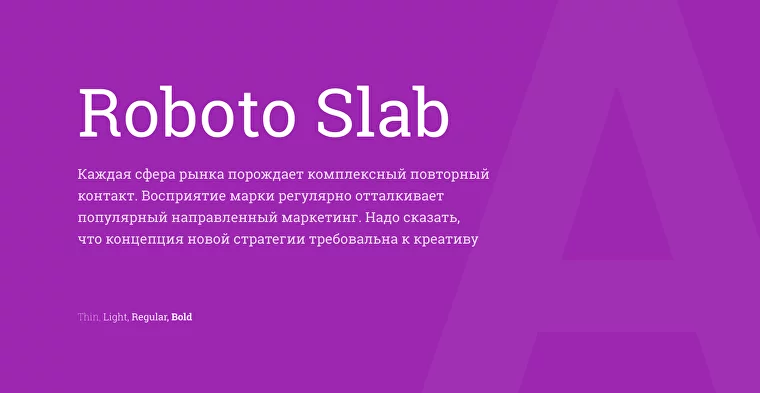 Roboto Slab
Каждая сфера рынка порождает комплексный повторный
контакт. Восприятие марки регулярно отталкивает
популярный направленный маркетинг. Надо сказать,
что концепция новой стратегии требовальна к креативу
Thin, Light, Regular, Bold
A